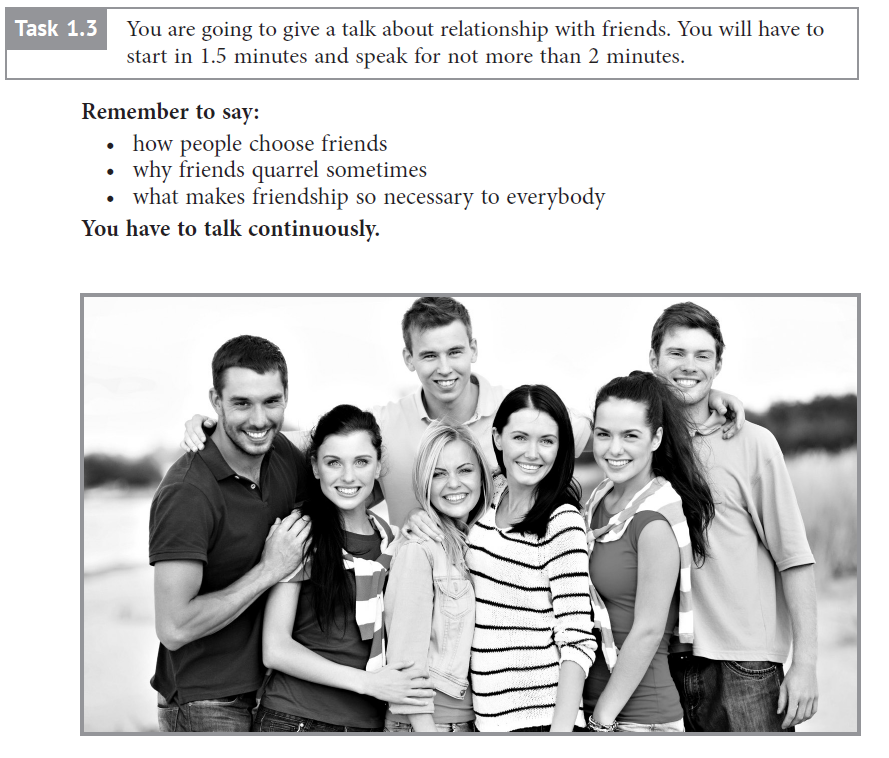 Task 1.3
You are going to give a talk about relationship with friends. You will have to
start in 1.5 minutes and speak for not more than 2 minutes.
Remember to say:
• how people choose friends
• why friends quarrel sometimes
• what makes friendship so necessary to everybody
You have to talk continuously.